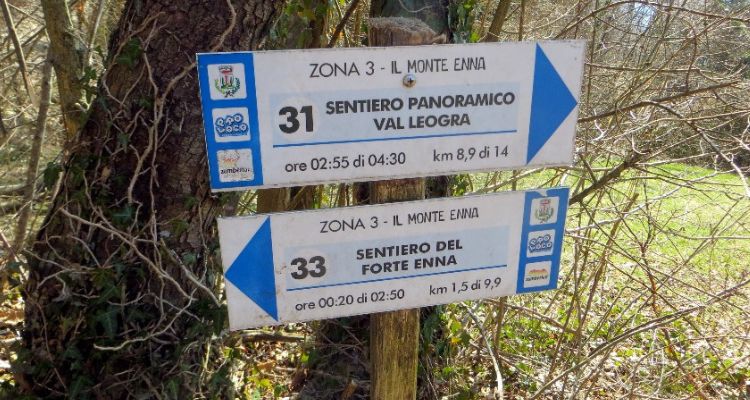 ZONA 3 - IL MONTE ENNA
31 SENTIERO PANORAMICO
VAL LEOGRA
ore 02:55 di 04:30 km 8,9 di 14
PRO
LOCO
ZONA 3 - IL MONTE ENNA
33 SENTIERO DEL
FORTE ENNA
ore 00:20 di 02:50 km 1,5 di 9,9